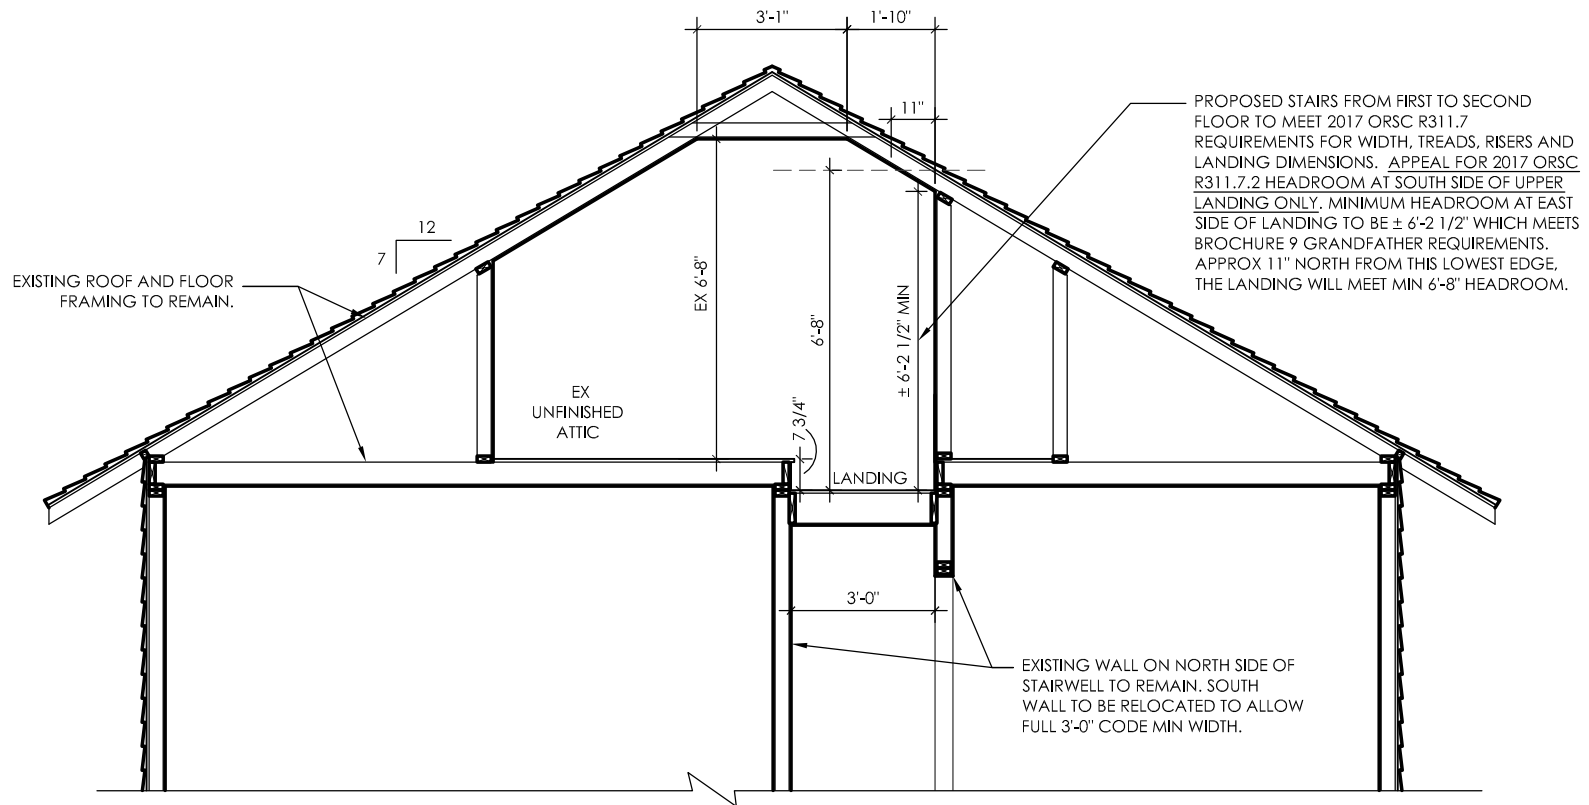 3'-1"
1'-10"
11"
PROPOSED STAIRS FROM FIRST TO SECOND
FLOOR TO MEET 2017 ORSC R311.7
REQUIREMENTS FOR WIDTH, TREADS, RISERS AND
LANDING DIMENSIONS. APPEAL FOR 2017 ORSC
R311.7.2 HEADROOM AT SOUTH SIDE OF UPPER
LANDING ONLY. MINIMUM HEADROOM AT EAST
SIDE OF LANDING TO BE ± 6'-2 1/2" WHICH MEETS
BROCHURE 9 GRANDFATHER REQUIREMENTS.
APPROX 11" NORTH FROM THIS LOWEST EDGE,
THE LANDING WILL MEET MIN 6'-8" HEADROOM.
12
7
EXISTING ROOF AND FLOOR
FRAMING TO REMAIN.
EX 6'-8"
6'-8"
± 6'-2 1/2" MIN
EX
UNFINISHED
ATTIC
7 3/4"
LANDING
3'-0"
EXISTING WALL ON NORTH SIDE OF
STAIRWELL TO REMAIN. SOUTH
WALL TO BE RELOCATED TO ALLOW
FULL 3'-0" CODE MIN WIDTH.